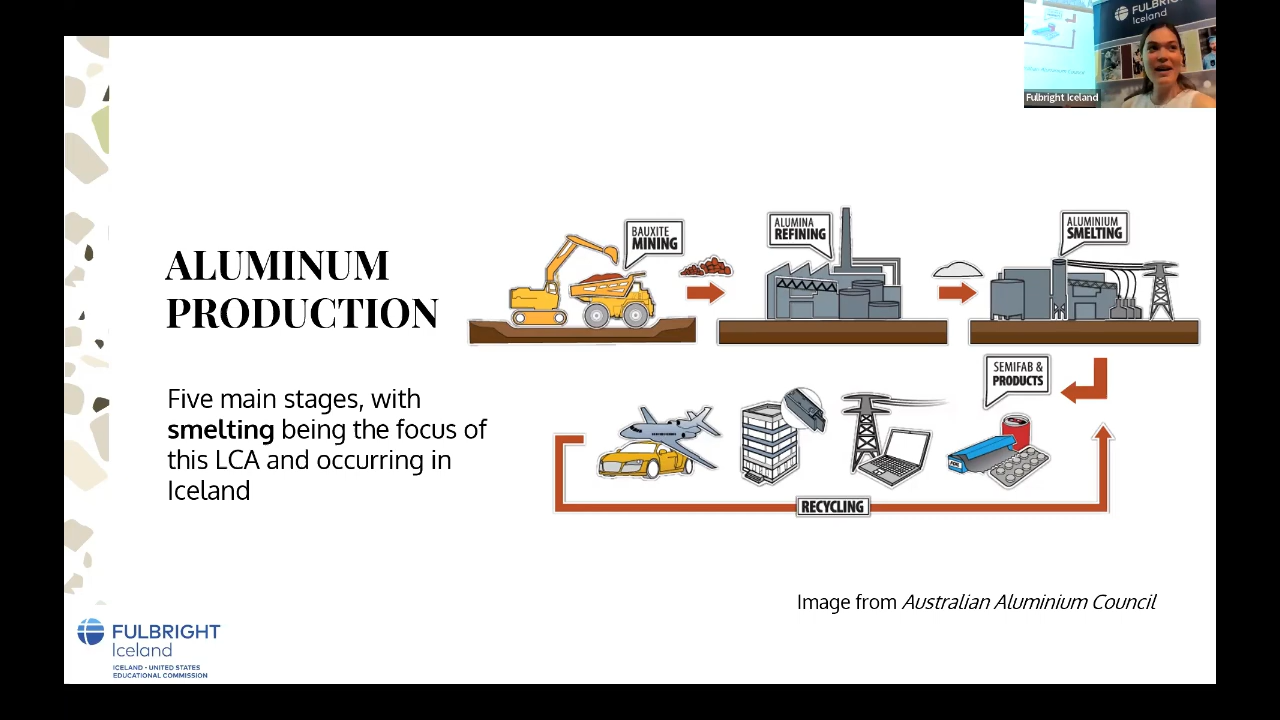 FULBRIGHT
Iceland
Fulbright Iceland
ALUMINUM
PRODUCTION
Five main stages, with
smelting being the focus of
this LCA and occurring in
Iceland
BAUXITE
MINING
ALUMINA
REFINING
ALUMINIUM
SMELTING
SEMIFAB &
PRODUCTS
RECYCLING
Image from Australian Aluminium Council
FULBRIGHT
Iceland
ICELAND - UNITED STATES
EDUCATIONAL COMMISSION